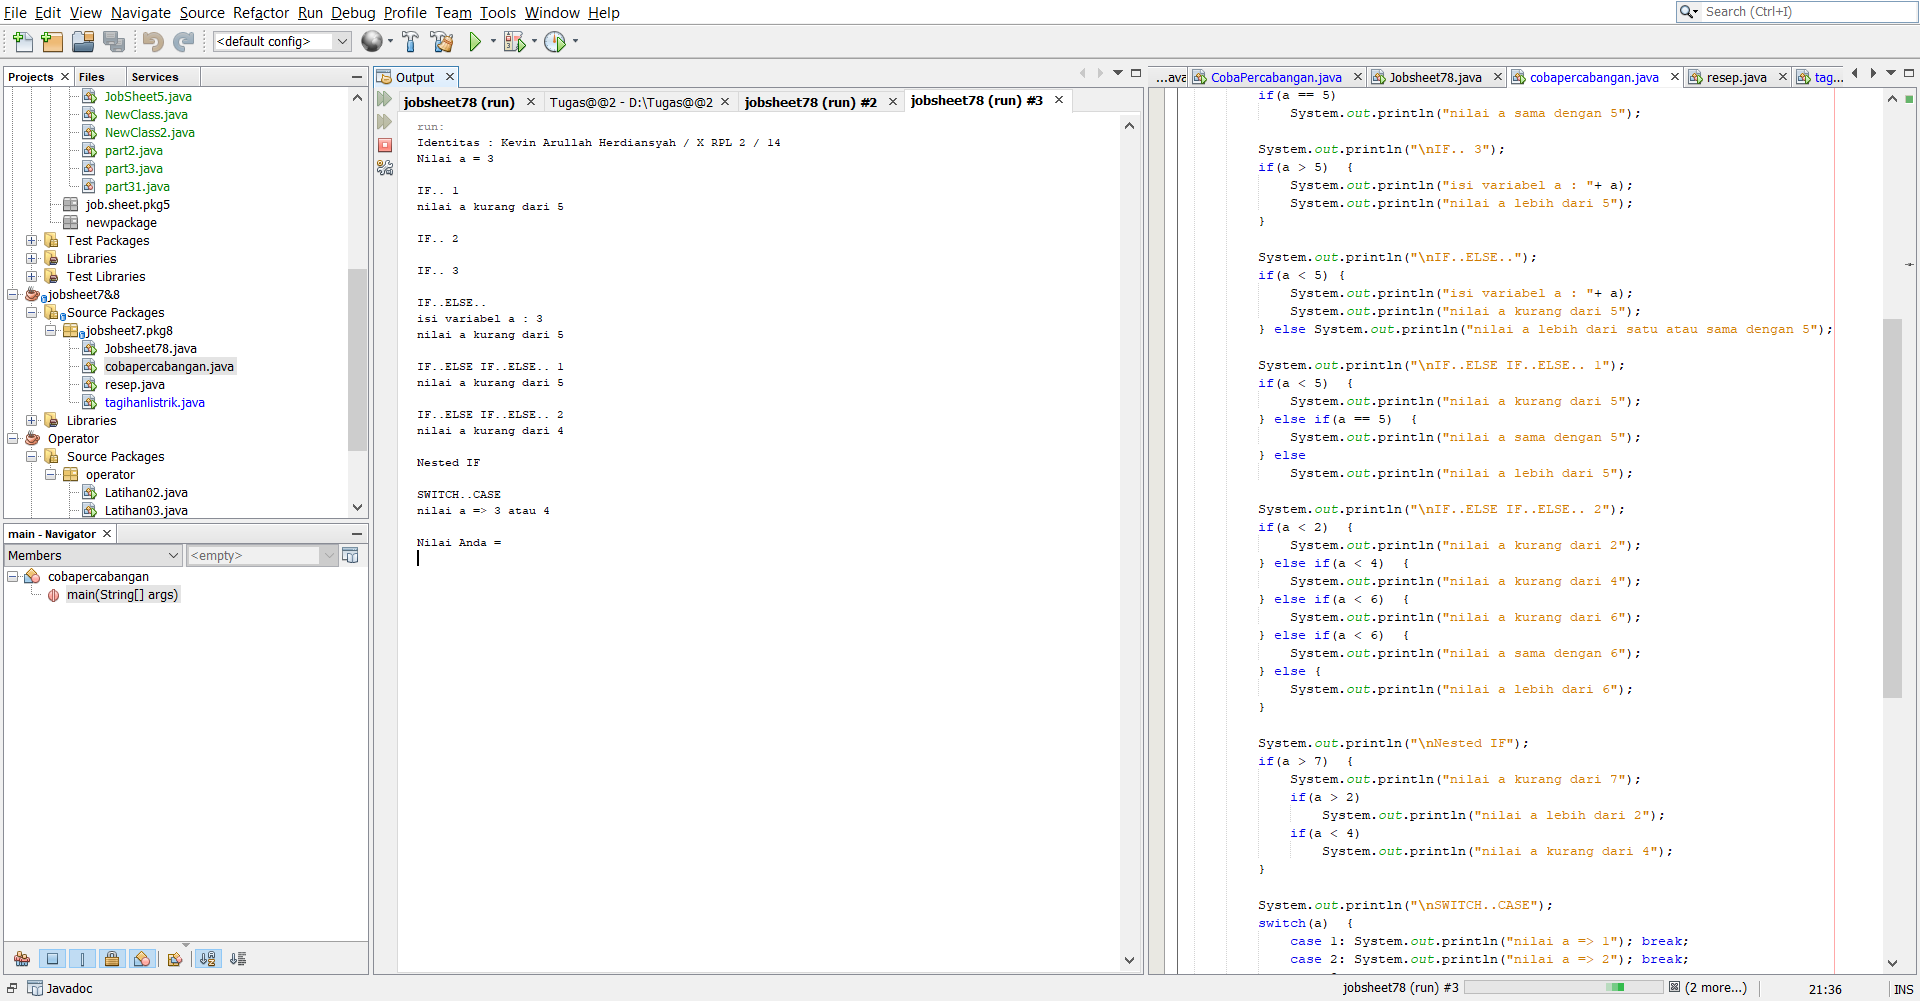 File Edit View Navigate Source Refactor Run Debug Profile Team Tools Window Help
Search (Ctrl+I)
<default config>
Projects Files Services
JobSheet5.java
NewClass.java
NewClass2.java
part2.java
part3.java
part31.java
job.sheet.pkg5
newpackage
Test Packages
Libraries
Test Libraries
jobsheet7&8
Source Packages
jobsheet7.pkg8
Jobsheet78.java
cobapercabangan.java
resep.java
tagihanlistrik.java
Libraries
Operator
Source Packages
operator
Latihan02.java
Latihan03.java
main - Navigator
Members
<empty>
cobapercabangan
main(String[] args)
Javadoc
Output
jobsheet78 (run) Tugas@@2 - D:\Tugas@@2 jobsheet78 (run) #2 jobsheet78 (run) #3
run:
Identitas : Kevin Arullah Herdiansyah / X RPL 2 / 14
Nilai a = 3
IF.. 1
nilai a kurang dari 5
IF.. 2
IF.. 3
IF..ELSE..
isi variabel a : 3
nilai a kurang dari 5
IF..ELSE IF..ELSE.. 1
nilai a kurang dari 5
IF..ELSE IF..ELSE.. 2
nilai a kurang dari 4
Nested IF
SWITCH..CASE
nilai a => 3 atau 4
Nilai Anda =
...ava CobaPercabangan.java Jobsheet78.java cobapercabangan.java resep.java tag...
if(a == 5)
System.out.println("nilai a sama dengan 5");
System.out.println("\nIF.. 3");
if(a > 5) {
System.out.println("isi variabel a : "+ a);
System.out.println("nilai a lebih dari 5");
}
System.out.println("\nIF..ELSE..");
if(a < 5) {
System.out.println("isi variabel a : "+ a);
System.out.println("nilai a kurang dari 5");
} else System.out.println("nilai a lebih dari satu atau sama dengan 5");
System.out.println("\nIF..ELSE IF..ELSE.. 1");
if(a < 5) {
System.out.println("nilai a kurang dari 5");
} else if(a == 5) {
System.out.println("nilai a sama dengan 5");
} else
System.out.println("nilai a lebih dari 5");
System.out.println("\nIF..ELSE IF..ELSE.. 2");
if(a < 2) {
System.out.println("nilai a kurang dari 2");
} else if(a < 4) {
System.out.println("nilai a kurang dari 4");
} else if(a < 6) {
System.out.println("nilai a kurang dari 6");
} else if(a < 6) {
System.out.println("nilai a sama dengan 6");
} else {
System.out.println("nilai a lebih dari 6");
}
System.out.println("\nNested IF");
if(a > 7) {
System.out.println("nilai a kurang dari 7");
if(a > 2)
System.out.println("nilai a lebih dari 2");
if(a < 4)
System.out.println("nilai a kurang dari 4");
}
System.out.println("\nSWITCH..CASE");
switch(a) {
case 1: System.out.println("nilai a => 1"); break;
case 2: System.out.println("nilai a => 2"); break;
jobsheet78 (run) #3 (2 more...) 21:36 INS